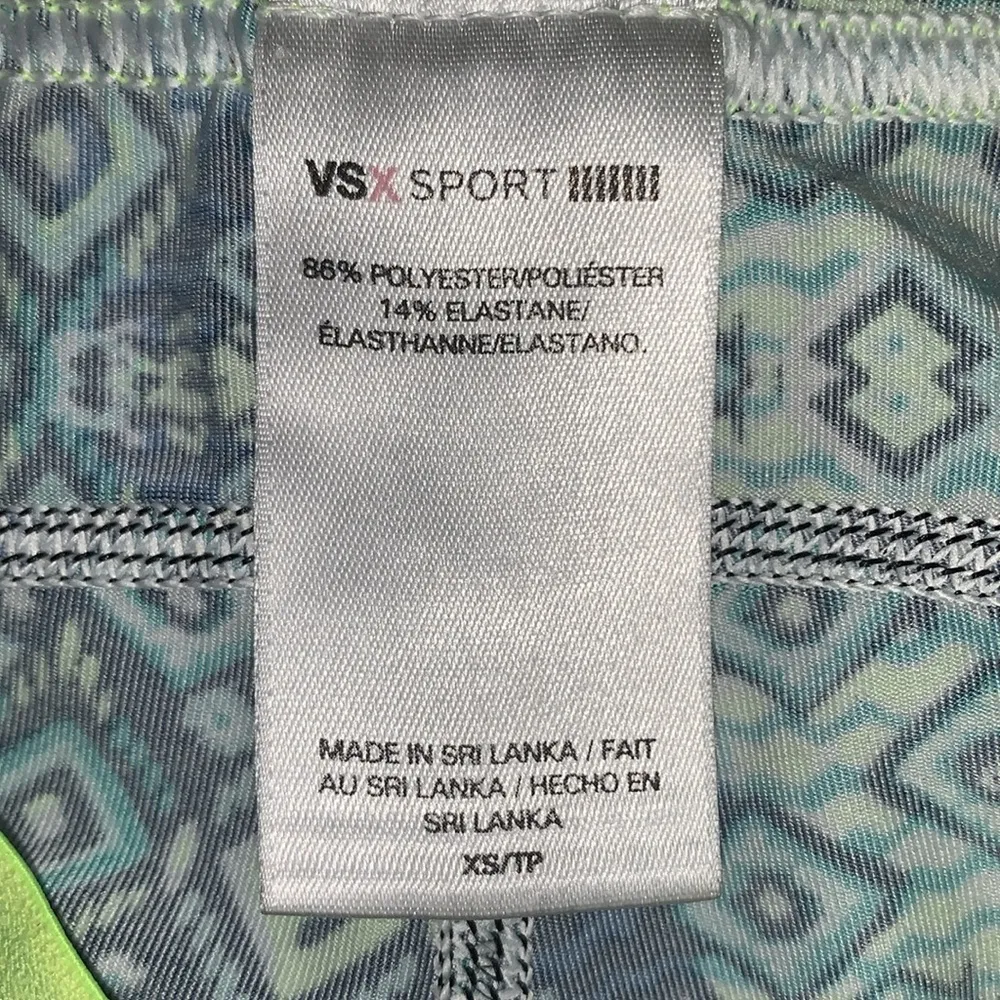 VSX SPORT
86% POLYESTER/POLIÉSTER
14% ELASTANE/
ÉLASTHANNE/ELASTANO.
MADE IN SRI LANKA / FAIT
AU SRI LANKA / HECHO EN
SRI LANKA
XS/TP